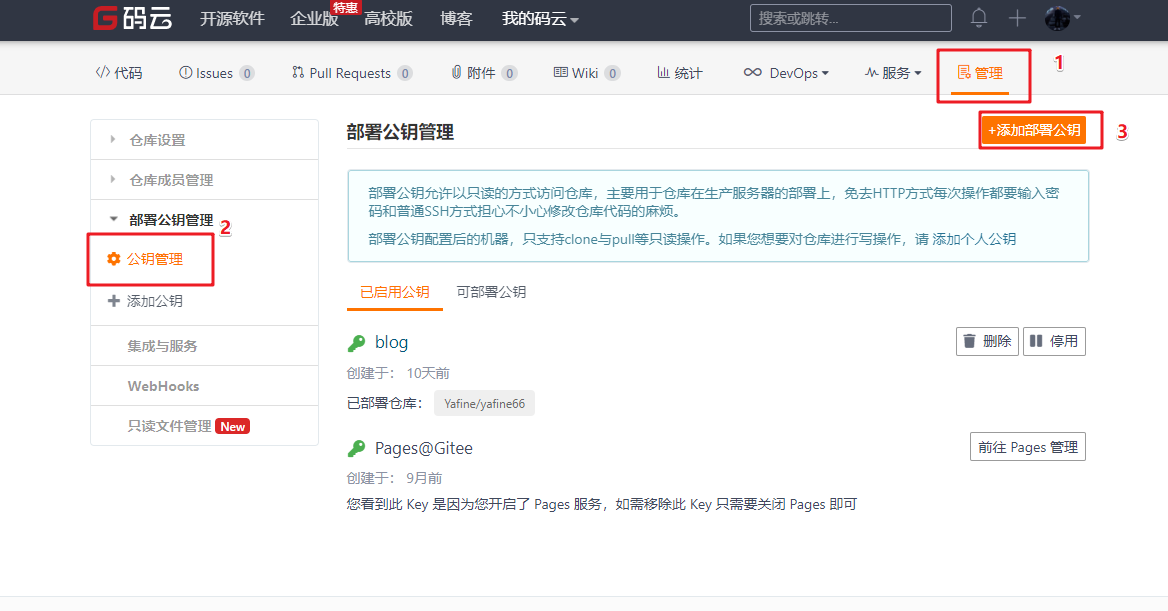 码云 开源软件 企业版 特惠 高校版 博客 我的码云 搜索或跳转...
代码 Issues 0 Pull Requests 0 附件 0 Wiki 0 统计 DevOps 服务 管理 1
仓库设置
仓库成员管理
部署公钥管理 2
公钥管理
+ 添加公钥
集成与服务
WebHooks
只读文件管理 New
部署公钥管理
+添加部署公钥 3
部署公钥允许以只读的方式访问仓库，主要用于仓库在生产服务器的部署上，免去HTTP方式每次操作都要输入密
码和普通SSH方式担心不小心修改仓库代码的麻烦。
部署公钥配置后的机器，只支持clone与pull等只读操作。如果您想要对仓库进行写操作，请 添加个人公钥
已启用公钥 可部署公钥
blog 删除 停用
创建于： 10天前
已部署仓库： Yafine/yafine66
Pages@Gitee 前往 Pages 管理
创建于： 9月前
您看到此 Key 是因为您开启了 Pages 服务，如需移除此 Key 只需要关闭 Pages 即可